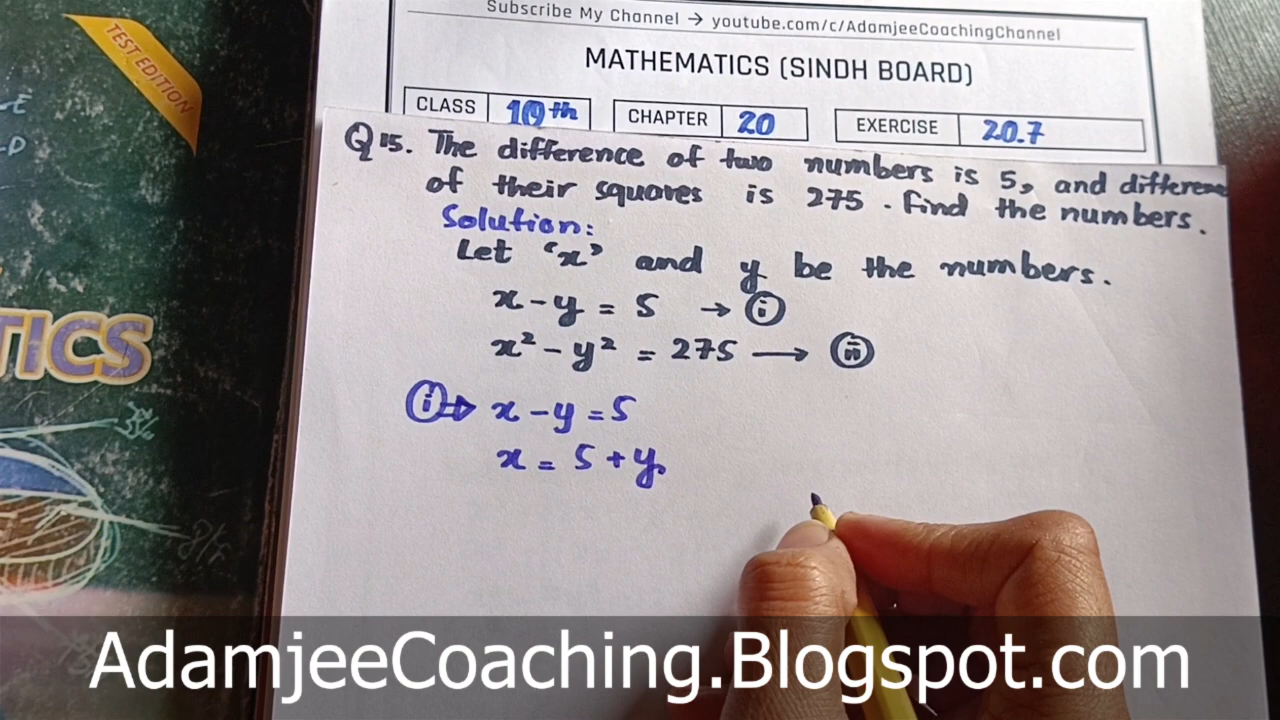 Subscribe My Channel → youtube.com/c/AdamjeeCoachingChannel
MATHEMATICS (SINDH BOARD)
CLASS 10th CHAPTER 20 EXERCISE 20.7
TEST EDITION
Q15. The difference of two numbers is 5, and difference
of their squares is 275. Find the numbers.
Solution:
Let 'x' and y be the numbers.
x - y = 5 → (i)
x² - y² = 275 → (ii)
TICS
(i) ⇒ x - y = 5
x = 5 + y
AdamjeeCoaching.Blogspot.com